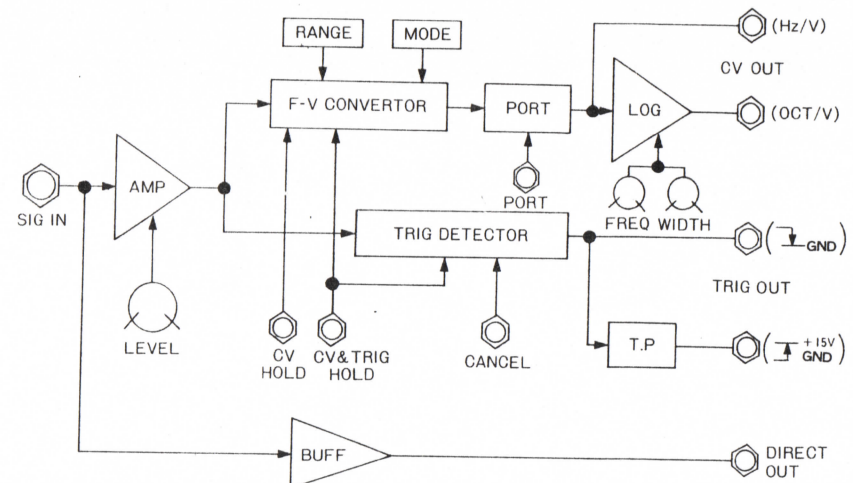 RANGE
MODE
(Hz/V)
CV OUT
F-V CONVERTOR
PORT
LOG
(OCT/V)
AMP
SIG IN
PORT
FREQ WIDTH
TRIG DETECTOR
(GND)
TRIG OUT
LEVEL
CV
HOLD
CV&TRIG
HOLD
CANCEL
T.P
(+15V
GND)
BUFF
DIRECT
OUT